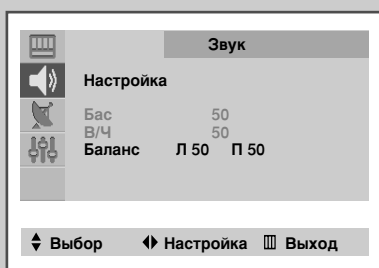 Звук
Настройка
Бас 50
В/Ч 50
Баланс Л 50 П 50
Выбор Настройка Выход